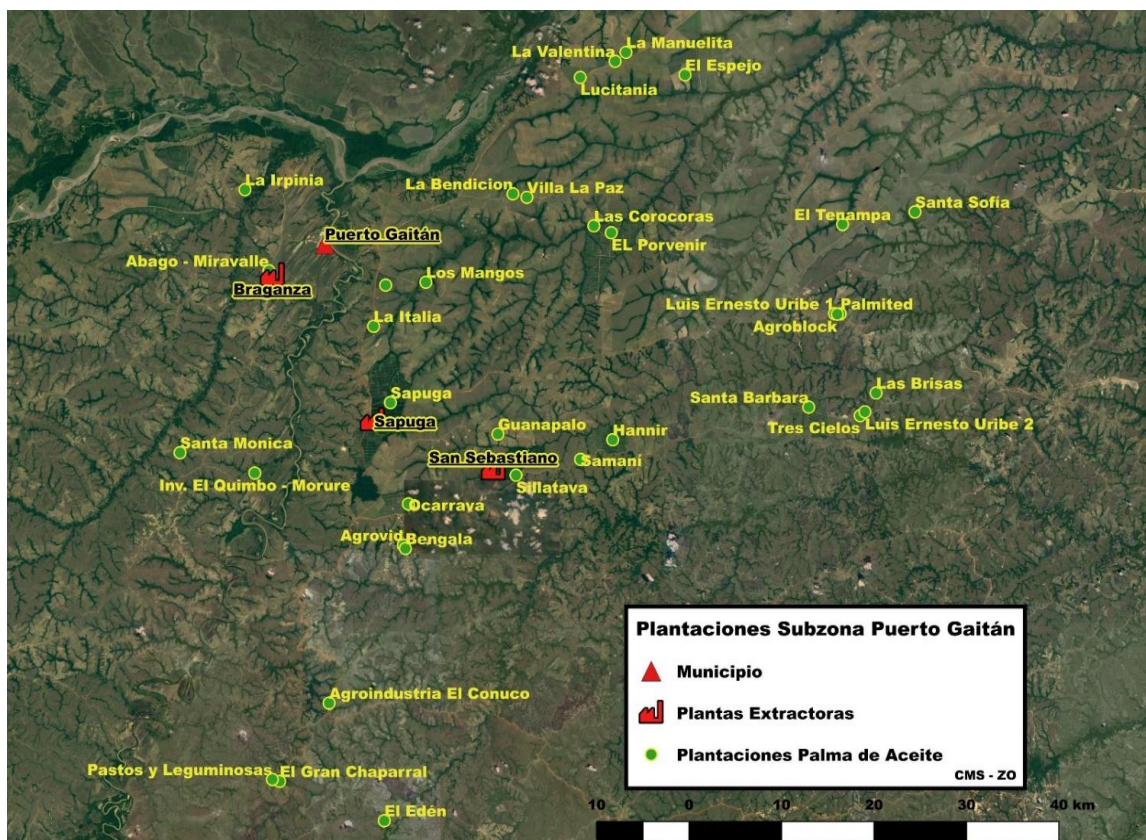 La Manuelita
La Valentina
El Espejo
Lucitania
La Irpinia
La Bendicion
Villa La Paz
Santa Sofía
Las Corocoras
El Tenampa
Puerto Gaitán
EL Porvenir
Abago - Miravalle
Los Mangos
Braganza
Luis Ernesto Uribe 1
Palmited
La Italia
Agroblock
Las Brisas
Sapuga
Santa Barbara
Sapuga
Guanapalo
Hannir
Tres Cielos
Luis Ernesto Uribe 2
Santa Monica
San Sebastiano
Samaní
Inv. El Quimbo - Morure
Sillatava
Ocarraya
Agrovid
Bengala
Plantaciones Subzona Puerto Gaitán
Municipio
Plantas Extractoras
Plantaciones Palma de Aceite
CMS - ZO
Agroindustria El Conuco
Pastos y Leguminosas
El Gran Chaparral
El Edén
10 0 10 20 30 40 km